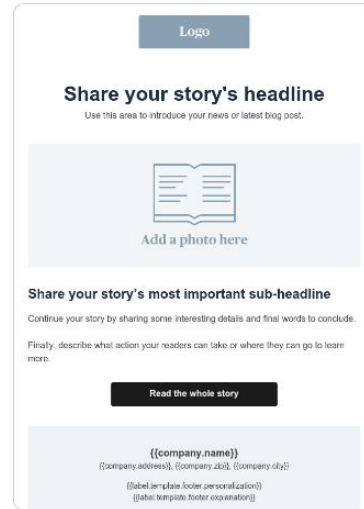 Logo
Share your story's headline
Use this area to introduce your news or latest blog post.
Add a photo here
Share your story's most important sub-headline
Continue your story by sharing some interesting details and final words to conclude.
Finally, describe what action your readers can take or where they can go to learn
more.
Read the whole story
{{company.name}}
{{company.address}}, {{company.zip}}, {{company.city}}
{{label.template.footer.personalization}}
{{label.template.footer.explanation}}